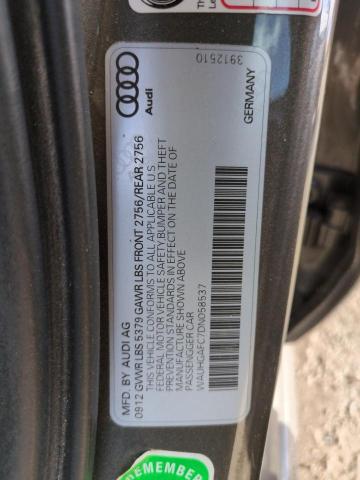 Audi
3912510
GERMANY
MFD. BY AUDI AG
0912 GVWR LBS 5379 GAWR LBS FRONT 2756/REAR 2756
THIS VEHICLE CONFORMS TO ALL APPLICABLE U S
FEDERAL MOTOR VEHICLE SAFETY,BUMPER AND THEFT
PREVENTION STANDARDS IN EFFECT ON THE DATE OF
MANUFACTURE SHOWN ABOVE
PASSENGGER CAR
WAUHGAFC7DN058537
REMEMBER